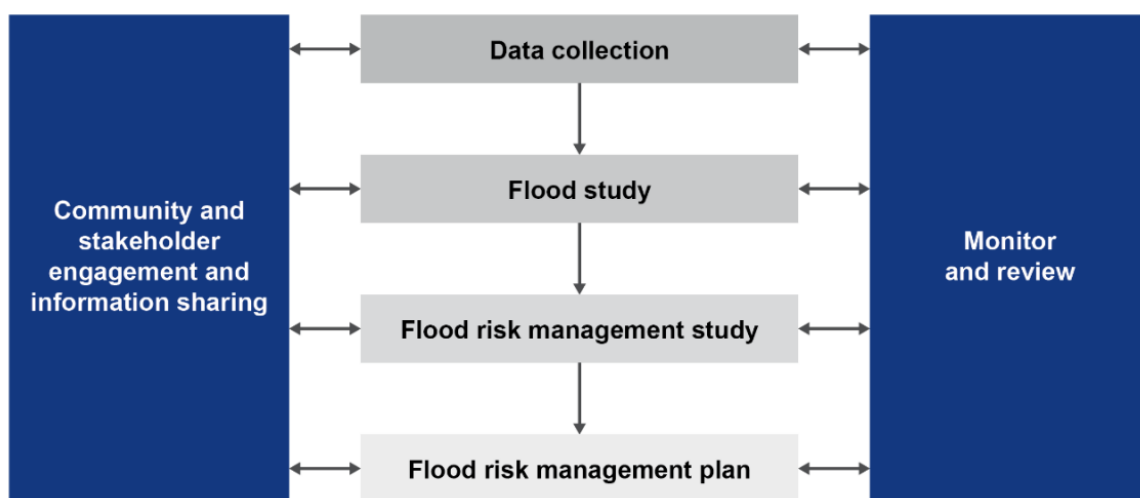 Data collection
Flood study
Community and
stakeholder
engagement and
information sharing
Monitor
and review
Flood risk management study
Flood risk management plan